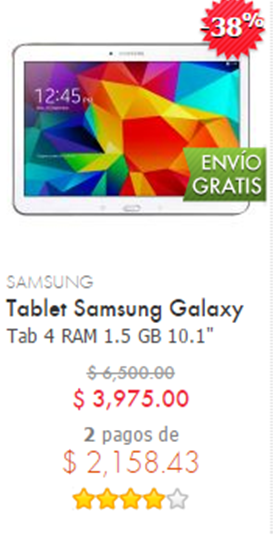 -38%
SAMSUNG
12:45
ENVÍO
GRATIS
SAMSUNG
Tablet Samsung Galaxy
Tab 4 RAM 1.5 GB 10.1"
$ 6,500.00
$ 3,975.00
2 pagos de
$ 2,158.43